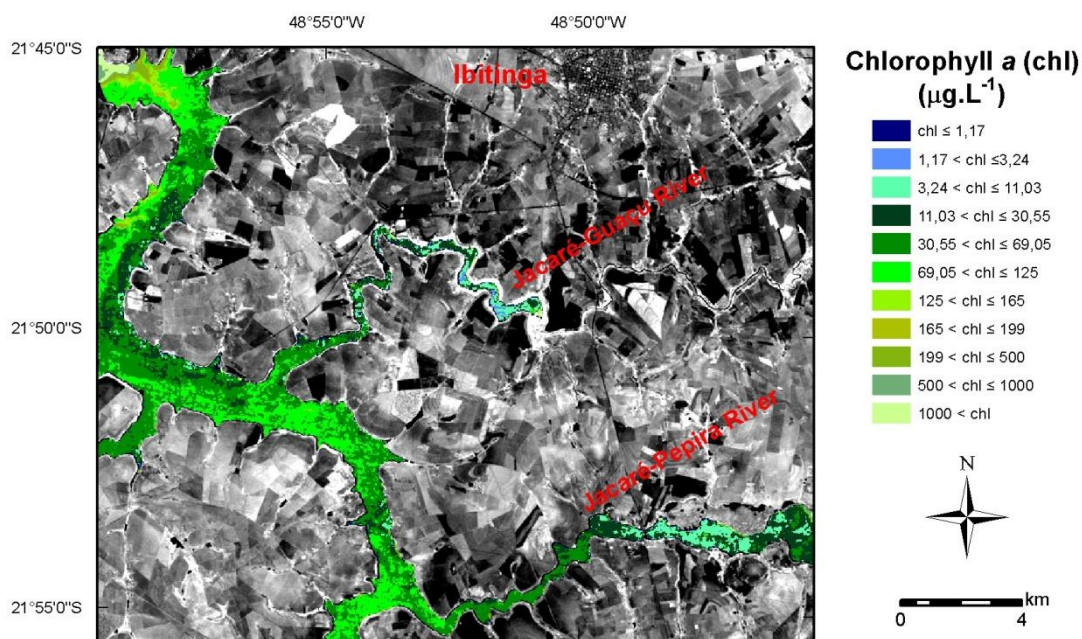 48°55'0"W
48°50'0"W
21°45'0"S
21°50'0"S
21°55'0"S
Ibitinga
Jacaré-Guaçu River
Jacaré-Pepira River
Chlorophyll a (chl)
(µg.L-1)
chl ≤ 1,17
1,17 < chl ≤3,24
3,24 < chl ≤ 11,03
11,03 < chl ≤ 30,55
30,55 < chl ≤ 69,05
69,05 < chl ≤ 125
125 < chl ≤ 165
165 < chl ≤ 199
199 < chl ≤ 500
500 < chl ≤ 1000
1000 < chl
N
km
0 4